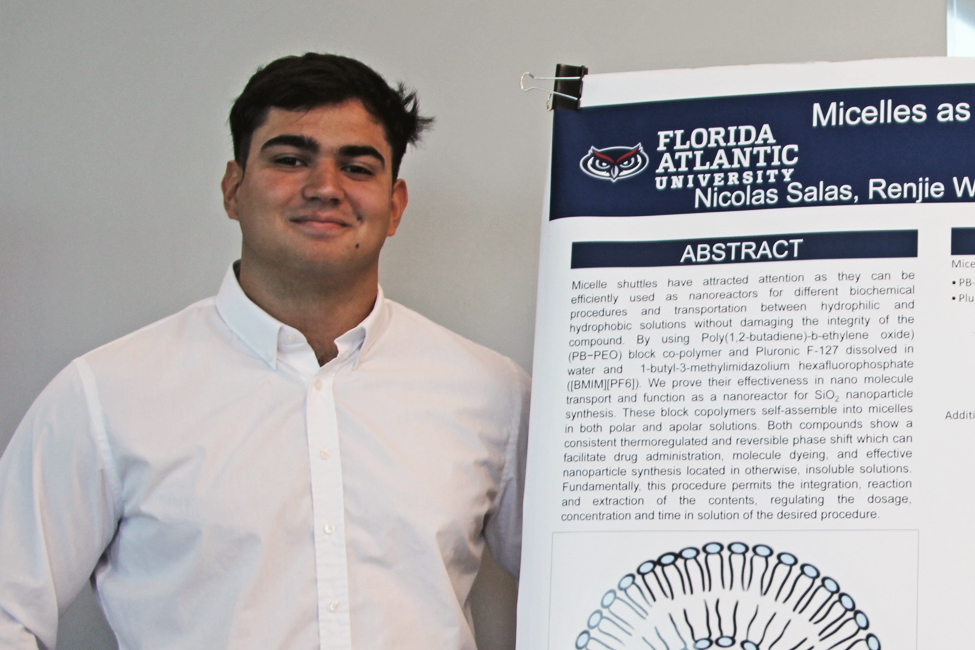 Micelles as
FLORIDA
ATLANTIC
UNIVERSITY
Nicolas Salas, Renjie W
ABSTRACT
Micelle shuttles have attracted attention as they can be
efficiently used as nanoreactors for different biochemical
procedures and transportation between hydrophilic and
hydrophobic solutions without damaging the integrity of the
compound. By using Poly(1,2-butadiene)-b-ethylene oxide)
(PB-PEO) block co-polymer and Pluronic F-127 dissolved in
water and 1-butyl-3-methylimidazolium hexafluorophosphate
([BMIM][PF6]). We prove their effectiveness in nano molecule
transport and function as a nanoreactor for SiO₂ nanoparticle
synthesis. These block copolymers self-assemble into micelles
in both polar and apolar solutions. Both compounds show a
consistent thermoregulated and reversible phase shift which can
facilitate drug administration, molecule dyeing, and effective
nanoparticle synthesis located in otherwise, insoluble solutions.
Fundamentally, this procedure permits the integration, reaction
and extraction of the contents, regulating the dosage,
concentration and time in solution of the desired procedure.
Mice
• PB-
• Plu
Additi